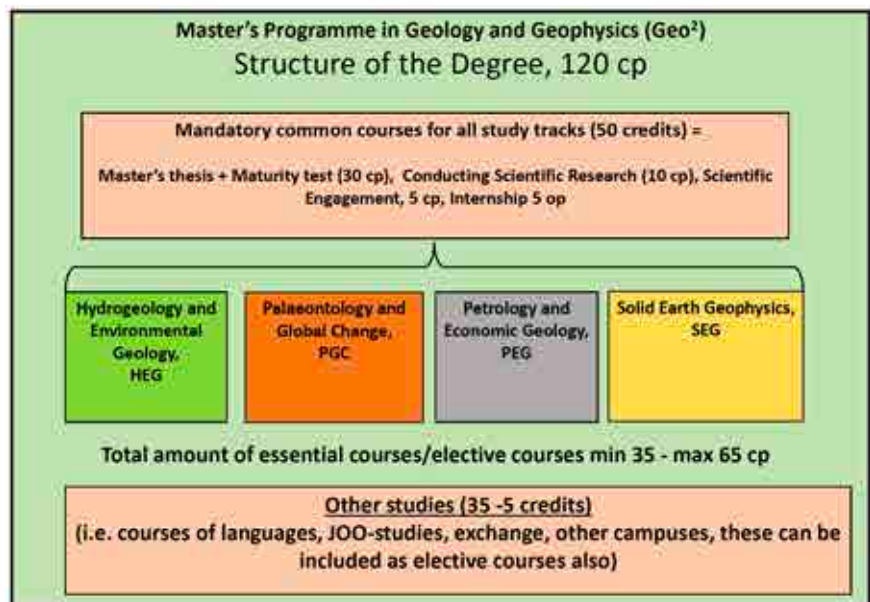 Master's Programme in Geology and Geophysics (Geo²)
Structure of the Degree, 120 cp
Mandatory common courses for all study tracks (50 credits) =
Master's thesis + Maturity test (30 cp), Conducting Scientific Research (10 cp), Scientific
Engagement, 5 cp, Internship 5 op
Hydrogeology and
Environmental
Geology,
HEG
Palaeontology and
Global Change,
PGC
Petrology and
Economic Geology,
PEG
Solid Earth Geophysics,
SEG
Total amount of essential courses/elective courses min 35 - max 65 cp
Other studies (35 -5 credits)
(i.e. courses of languages, JOO-studies, exchange, other campuses, these can be
included as elective courses also)